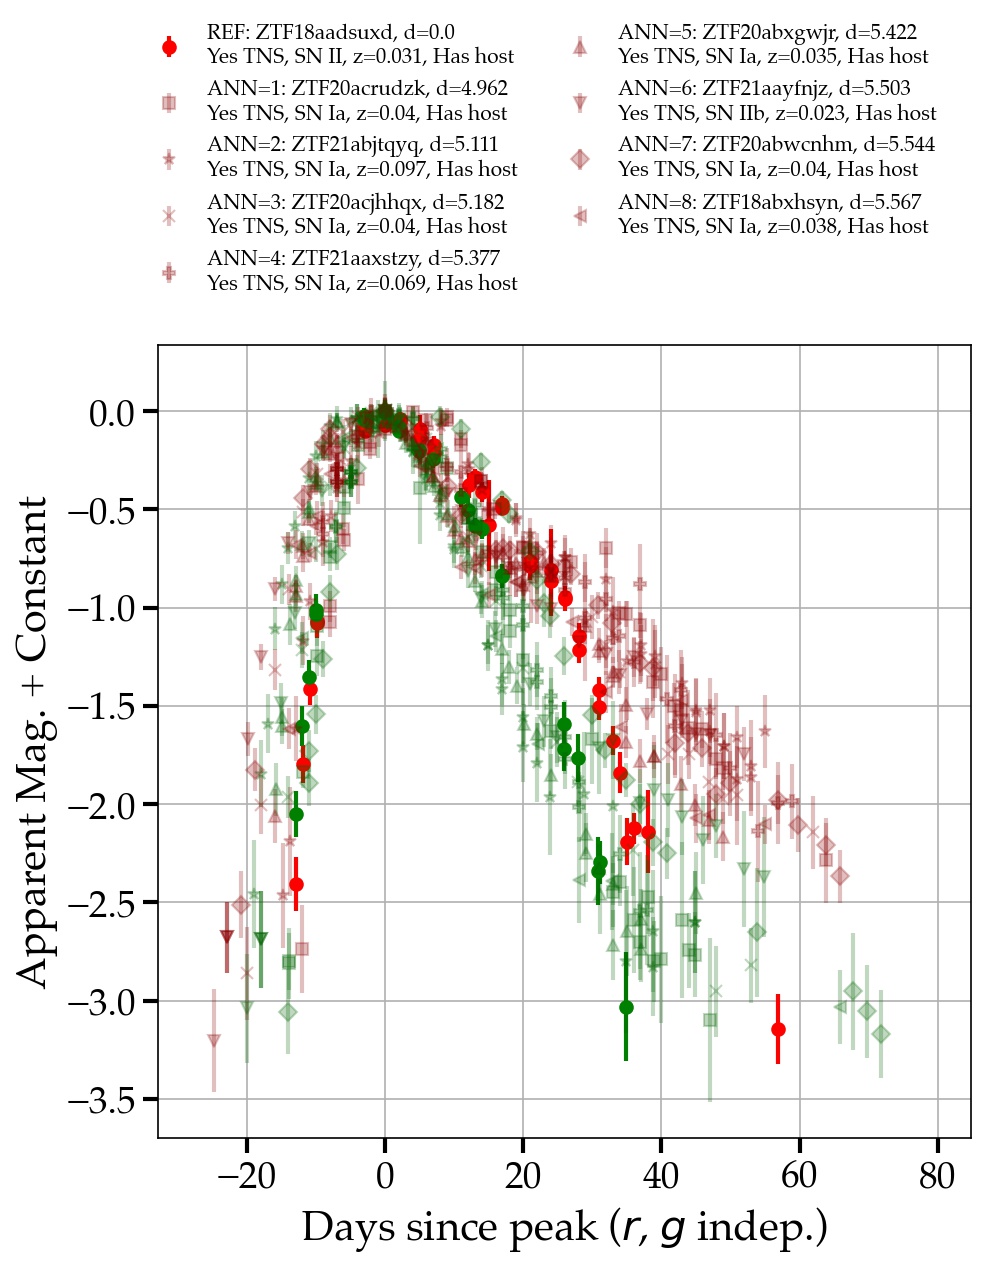 REF: ZTF18aadsuxd, d=0.0
Yes TNS, SN II, z=0.031, Has host
ANN=1: ZTF20acrudzk, d=4.962
Yes TNS, SN Ia, z=0.04, Has host
ANN=2: ZTF21abjtqyq, d=5.111
Yes TNS, SN Ia, z=0.097, Has host
ANN=3: ZTF20acjhhqx, d=5.182
Yes TNS, SN Ia, z=0.04, Has host
ANN=4: ZTF21aaxstzy, d=5.377
Yes TNS, SN Ia, z=0.069, Has host
ANN=5: ZTF20abxgwjr, d=5.422
Yes TNS, SN Ia, z=0.035, Has host
ANN=6: ZTF21aayfnjz, d=5.503
Yes TNS, SN IIb, z=0.023, Has host
ANN=7: ZTF20abwcnhm, d=5.544
Yes TNS, SN Ia, z=0.04, Has host
ANN=8: ZTF18abxhsyn, d=5.567
Yes TNS, SN Ia, z=0.038, Has host
Apparent Mag. + Constant
0.0
−0.5
−1.0
−1.5
−2.0
−2.5
−3.0
−3.5
−20 0 20 40 60 80
Days since peak (r, g indep.)